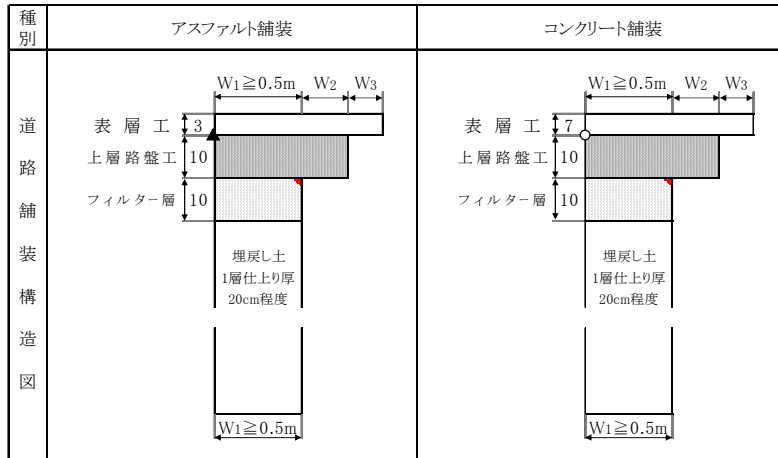 種別
アスファルト舗装
コンクリート舗装
道路舗装構造図
W1≧0.5m W2 W3
表層工 3
上層路盤工 10
フィルター層 10
埋戻し土
1層仕上り厚
20cm程度
W1≧0.5m
W1≧0.5m W2 W3
表層工 7
上層路盤工 10
フィルター層 10
埋戻し土
1層仕上り厚
20cm程度
W1≧0.5m